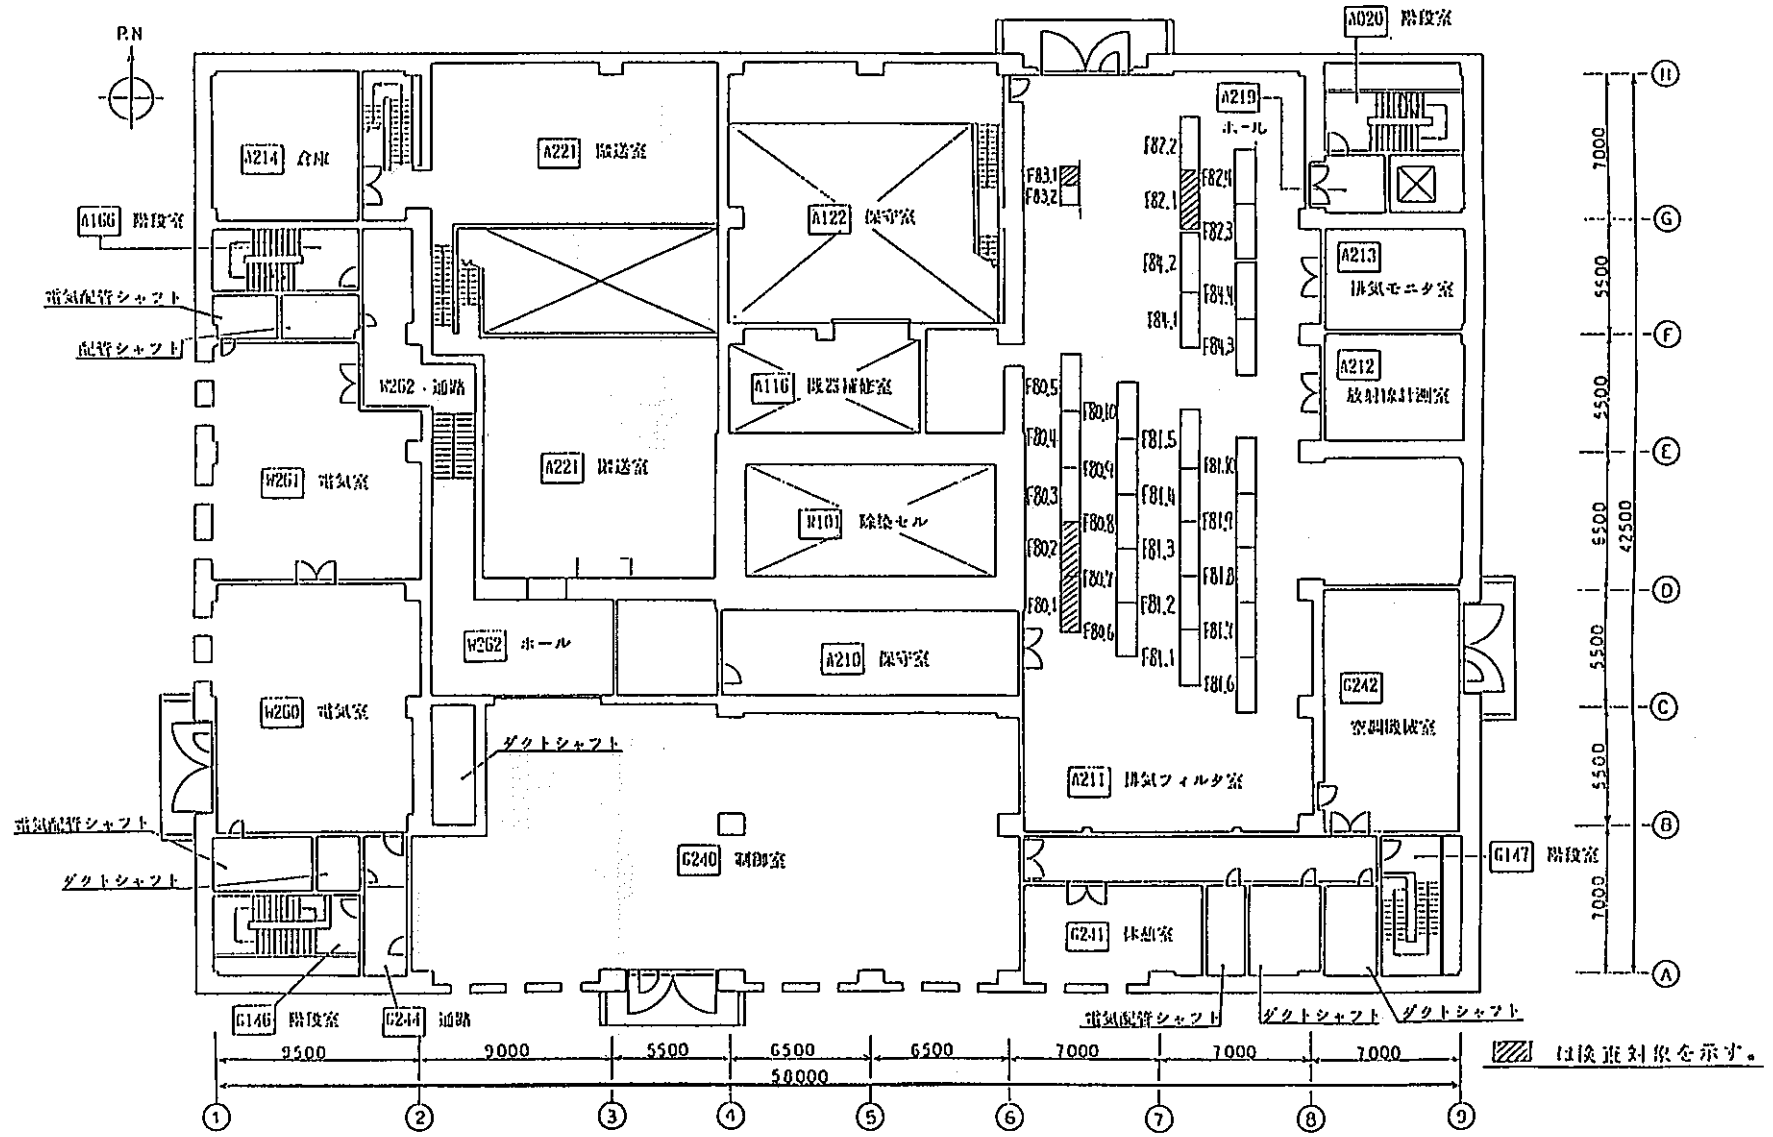 P.N
A020 階段室
A219
ホール
A214 倉庫
A221 搬送室
A122 保守室
F83.1
F83.2
F82.2
F82.1
F82.4
F82.3
F84.2
F84.1
F84.4
F84.3
A166 階段室
電気配管シャフト
配管シャフト
A213
排気モニタ室
A212
放射線計測室
W262 通路
A116 機器補修室
W261 電気室
A221 搬送室
R101 除染セル
F80.5
F80.4
F80.3
F80.2
F80.1
F80.10
F80.9
F80.8
F80.7
F80.6
F81.5
F81.4
F81.3
F81.2
F81.1
F81.10
F81.9
F81.8
F81.7
F81.6
W262 ホール
A210 保守室
W260 電気室
G242
空調機械室
ダクトシャフト
A211 排気フィルタ室
電気配管シャフト
ダクトシャフト
G240 制御室
G147 階段室
G241 休憩室
G146 階段室
G244 通路
電気配管シャフト
ダクトシャフト
ダクトシャフト
は検査対象を示す。
9500
9000
5500
6500
6500
7000
7000
7000
58000
1
2
3
4
5
6
7
8
9
H
G
F
E
D
C
B
A
7000
5500
5500
6500
5500
5500
7000
42500